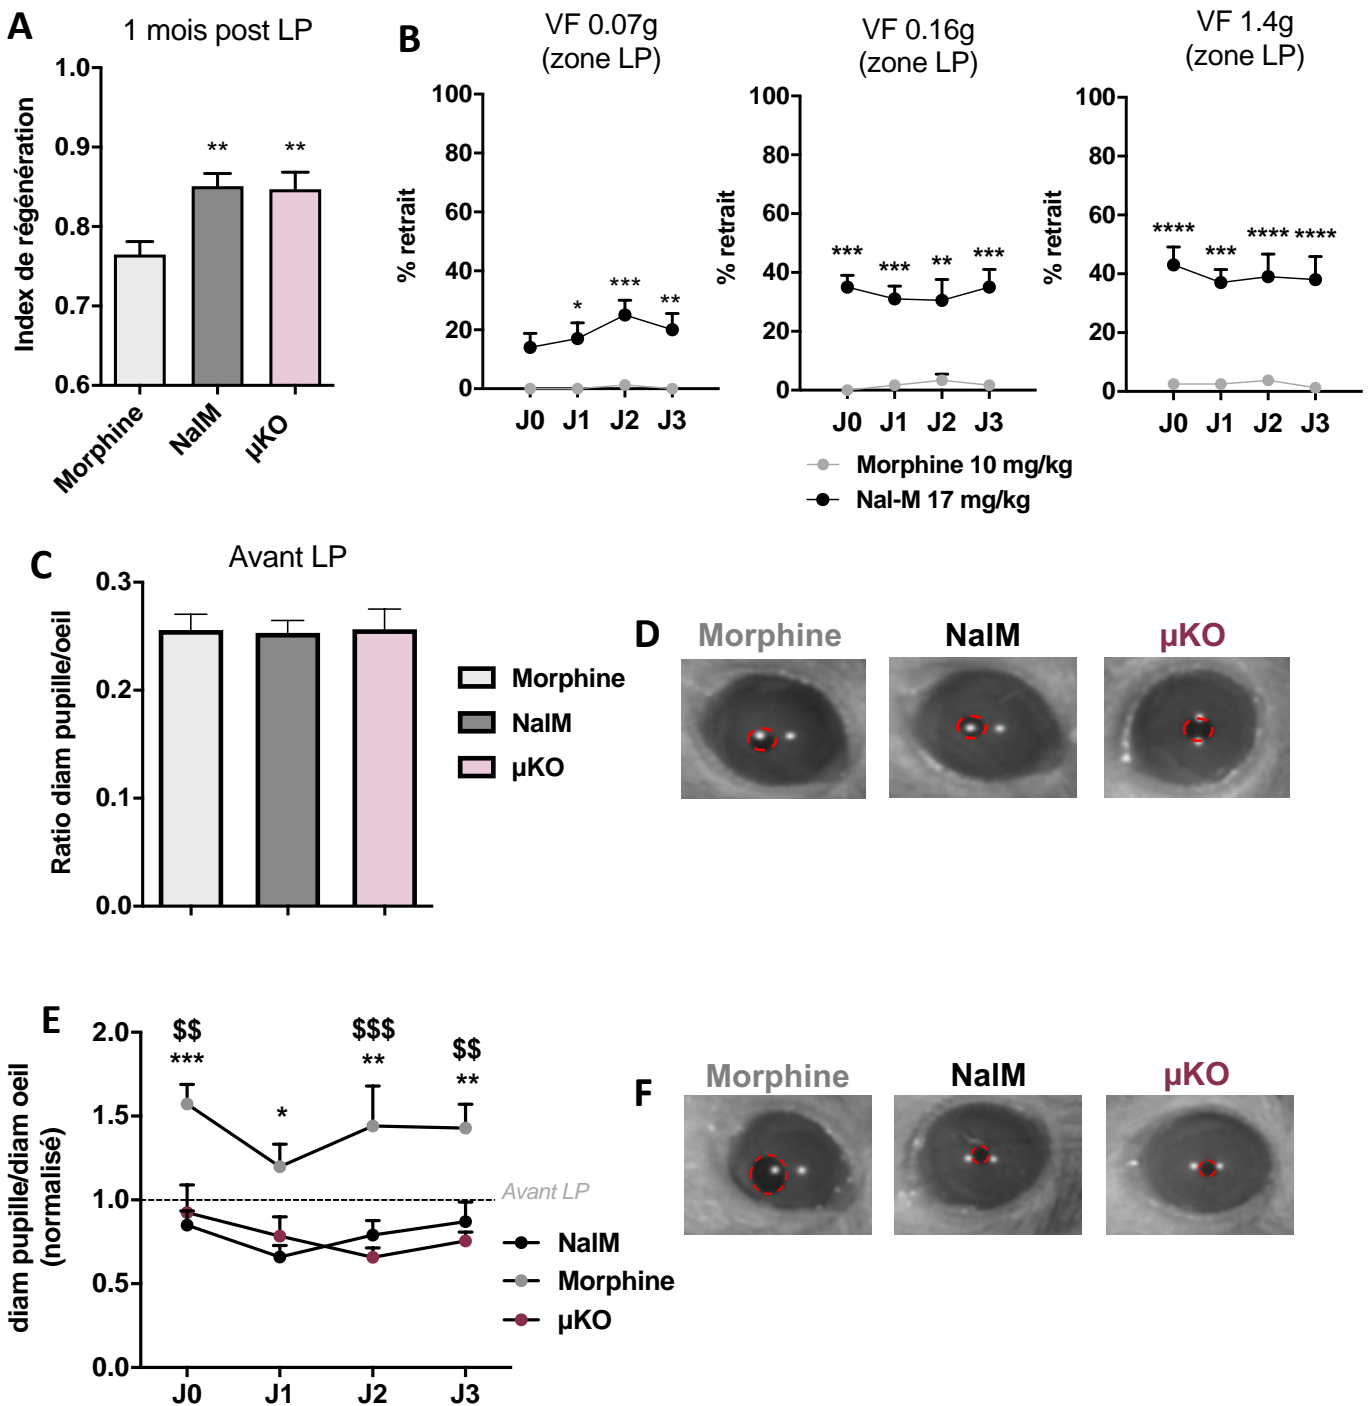 A
1 mois post LP
Index de régénération
1.0
0.9
0.8
0.7
0.6
**
**
Morphine
NalM
µKO
B
VF 0.07g
(zone LP)
% retrait
100
80
60
40
20
0
*
***
**
J0 J1 J2 J3
VF 0.16g
(zone LP)
% retrait
100
80
60
40
20
0
***
***
**
***
J0 J1 J2 J3
VF 1.4g
(zone LP)
% retrait
100
80
60
40
20
0
****
***
****
****
J0 J1 J2 J3
Morphine 10 mg/kg
Nal-M 17 mg/kg
C
Avant LP
Ratio diam pupille/oeil
0.3
0.2
0.1
0.0
Morphine
NalM
µKO
D
Morphine
NalM
µKO
E
diam pupille/diam oeil
(normalisé)
2.0
1.5
1.0
0.5
0.0
$$
***
*
$$$
**
$$
**
Avant LP
NalM
Morphine
µKO
J0 J1 J2 J3
F
Morphine
NalM
µKO